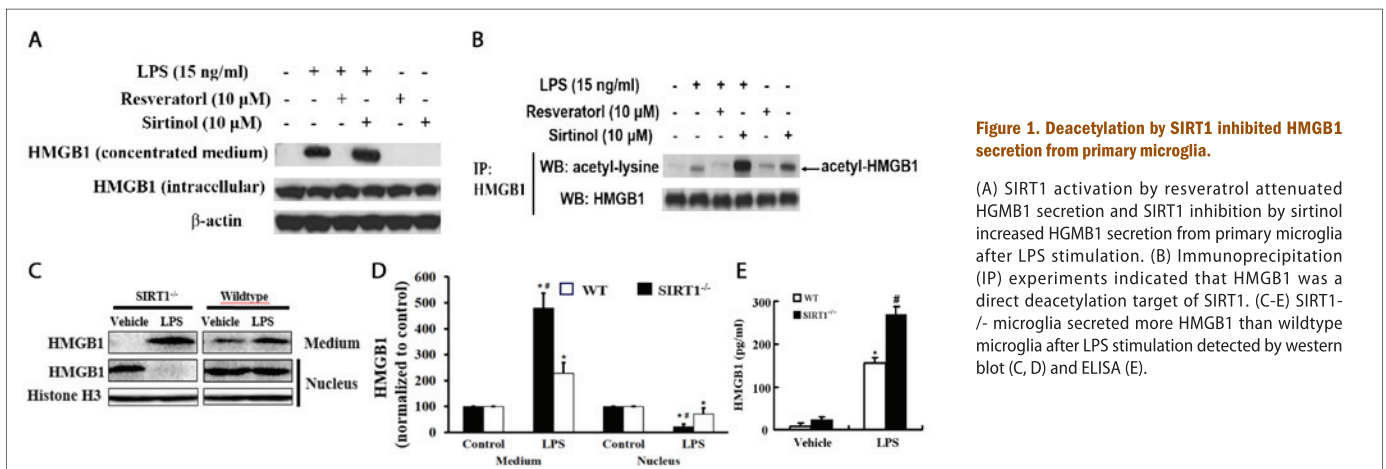 A
LPS (15 ng/ml) - + + + - -
Resveratorl (10 μM) - - + - + -
Sirtinol (10 μM) - - - + - +
HMGB1 (concentrated medium)
HMGB1 (intracellular)
β-actin
B
LPS (15 ng/ml) - + + + - -
Resveratorl (10 μM) - - + - + -
Sirtinol (10 μM) - - - + - +
IP:
HMGB1
WB: acetyl-lysine
acetyl-HMGB1
WB: HMGB1
C
SIRT1-/- Wildtype
Vehicle LPS Vehicle LPS
HMGB1 Medium
HMGB1
Nucleus
Histone H3
D
HMGB1
(normalized to control)
600
500
400
300
200
100
0
SIRT1-/- WT
* #
*
* #
*
Control LPS Control LPS
Medium Nucleus
E
HMGB1 (pg/ml)
300
200
100
0
WT
SIRT1-/-
*
#
Vehicle LPS
Figure 1. Deacetylation by SIRT1 inhibited HMGB1
secretion from primary microglia.
(A) SIRT1 activation by resveratrol attenuated
HGMB1 secretion and SIRT1 inhibition by sirtinol
increased HGMB1 secretion from primary microglia
after LPS stimulation. (B) Immunoprecipitation
(IP) experiments indicated that HMGB1 was a
direct deacetylation target of SIRT1. (C-E) SIRT1-
/- microglia secreted more HMGB1 than wildtype
microglia after LPS stimulation detected by western
blot (C, D) and ELISA (E).